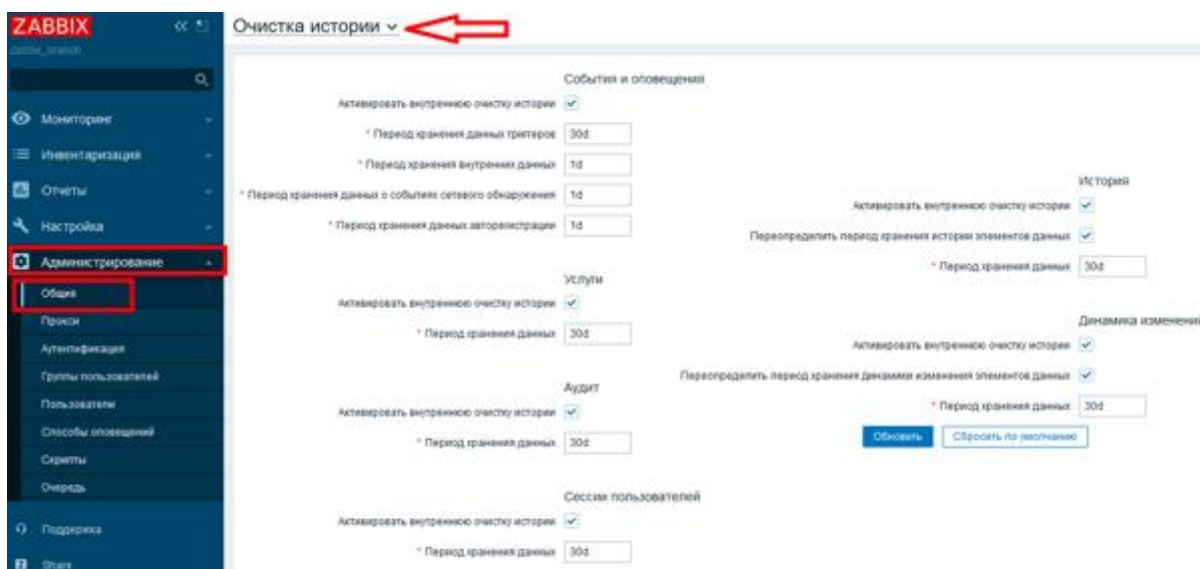 ZABBIX
zabbix_branch
Очистка истории
Мониторинг
Инвентаризация
Отчеты
Настройка
Администрирование
Общие
Прокси
Аутентификация
Группы пользователей
Пользователи
Способы оповещений
Скрипты
Очередь
Поддержка
Share
События и оповещения
Активировать внутреннюю очистку истории
* Период хранения данных триггеров 30d
* Период хранения внутренних данных 1d
* Период хранения данных о событиях сетевого обнаружения 1d
* Период хранения данных авторегистрации 1d
Услуги
Активировать внутреннюю очистку истории
* Период хранения данных 30d
Аудит
Активировать внутреннюю очистку истории
* Период хранения данных 30d
Сессии пользователей
Активировать внутреннюю очистку истории
* Период хранения данных 30d
История
Активировать внутреннюю очистку истории
Переопределить период хранения истории элементов данных
* Период хранения данных 30d
Динамика изменений
Активировать внутреннюю очистку истории
Переопределить период хранения динамики изменения элементов данных
* Период хранения данных 30d
Обновить
Сбросить по умолчанию